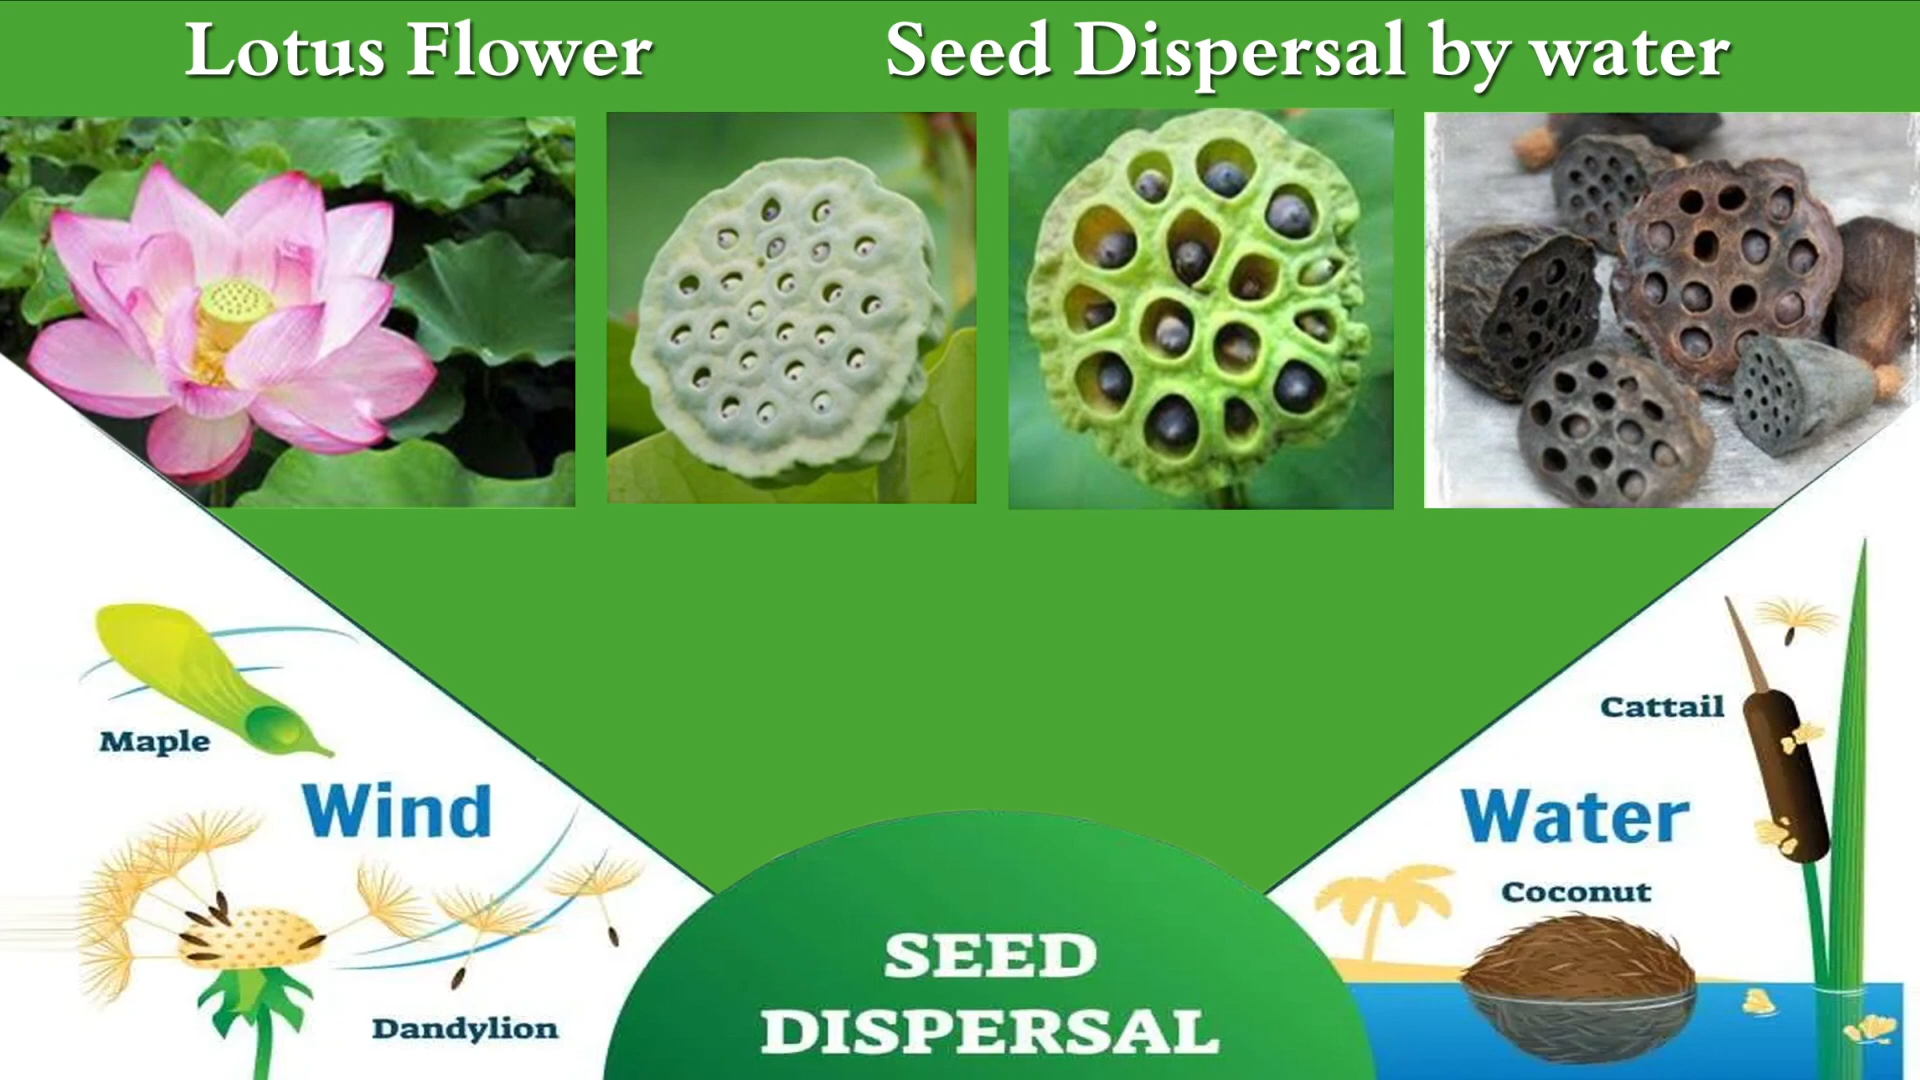 Lotus Flower
Seed Dispersal by water
Maple
Wind
Dandylion
Cattail
Water
Coconut
SEED
DISPERSAL